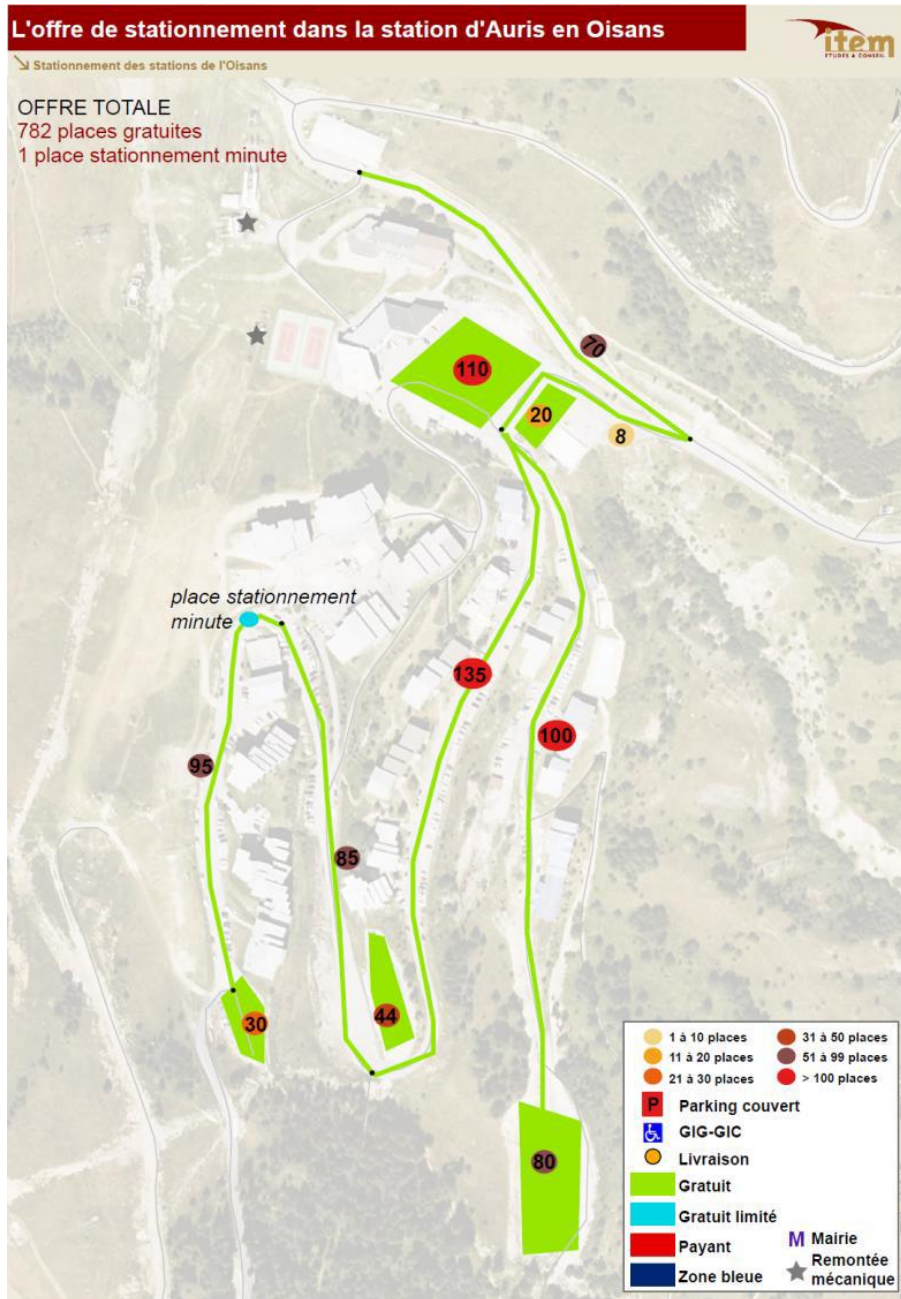 L'offre de stationnement dans la station d'Auris en Oisans
item
ETUDES & CONSEIL
Stationnement des stations de l'Oisans
OFFRE TOTALE
782 places gratuites
1 place stationnement minute
70
110
20
8
place stationnement
minute
135
100
95
85
44
30
80
1 à 10 places
31 à 50 places
11 à 20 places
51 à 99 places
21 à 30 places
> 100 places
P Parking couvert
GIG-GIC
Livraison
Gratuit
Gratuit limité
Payant
M Mairie
Zone bleue
Remontée
mécanique